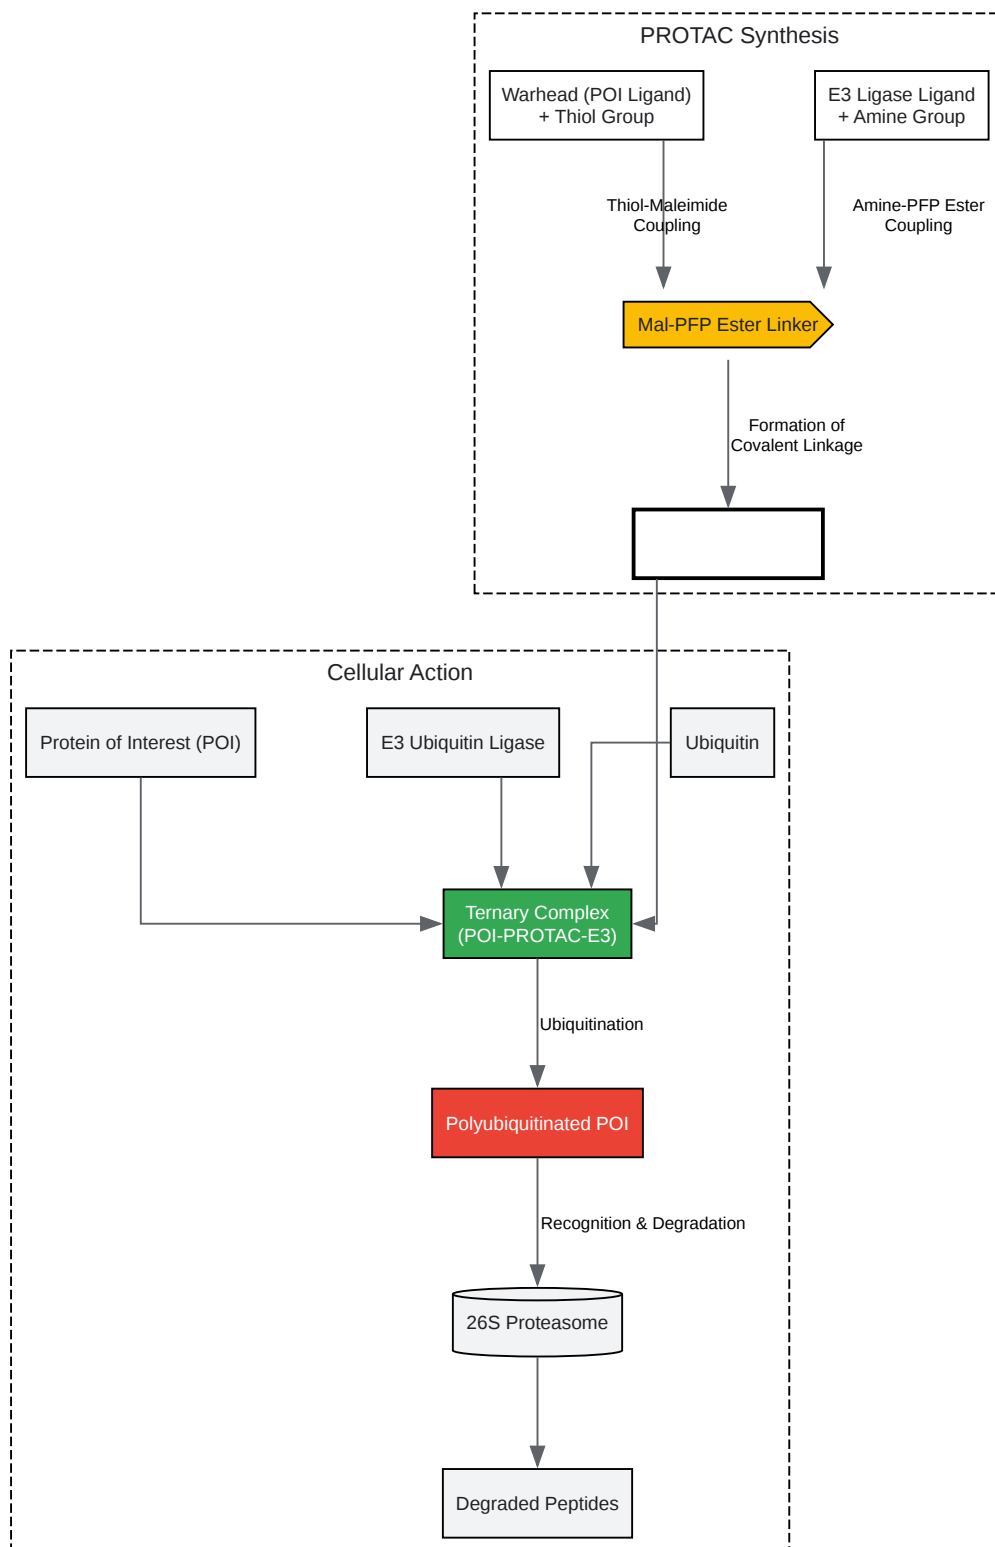 PROTAC Synthesis
Warhead (POI Ligand)
+ Thiol Group
E3 Ligase Ligand
+ Amine Group
Thiol-Maleimide
Coupling
Amine-PFP Ester
Coupling
Mal-PFP Ester Linker
Formation of
Covalent Linkage
Cellular Action
Protein of Interest (POI)
E3 Ubiquitin Ligase
Ubiquitin
Ternary Complex
(POI-PROTAC-E3)
Ubiquitination
Polyubiquitinated POI
Recognition & Degradation
26S Proteasome
Degraded Peptides